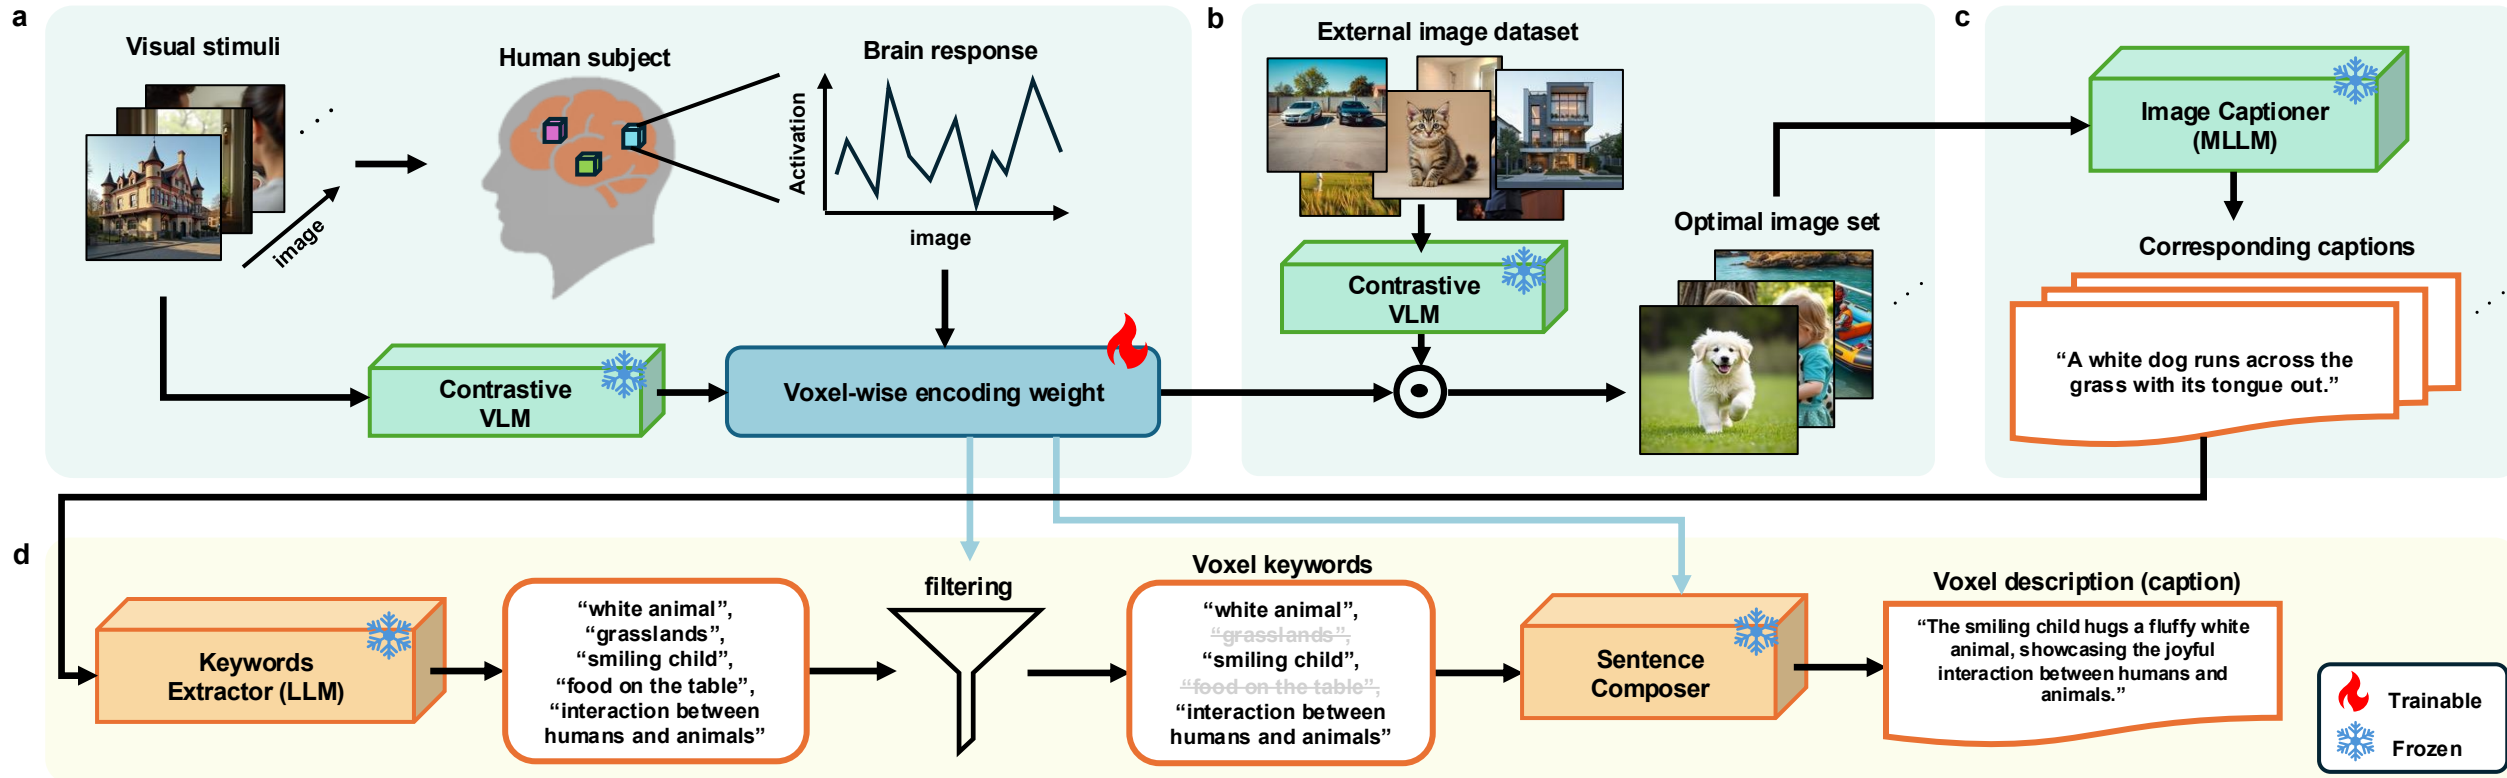 a
Visual stimuli
image
Human subject
Brain response
Activation
image
Contrastive
VLM
Voxel-wise encoding weight
b
External image dataset
Contrastive
VLM
Optimal image set
c
Image Captioner
(MLLM)
Corresponding captions
“A white dog runs across the
grass with its tongue out.”
d
Keywords
Extractor (LLM)
“white animal”,
“grasslands”,
“smiling child”,
“food on the table”,
“interaction between
humans and animals”
filtering
Voxel keywords
“white animal”,
“grasslands”,
“smiling child”,
“food on the table”,
“interaction between
humans and animals”
Sentence
Composer
Voxel description (caption)
“The smiling child hugs a fluffy white
animal, showcasing the joyful
interaction between humans and
animals.”
Trainable
Frozen